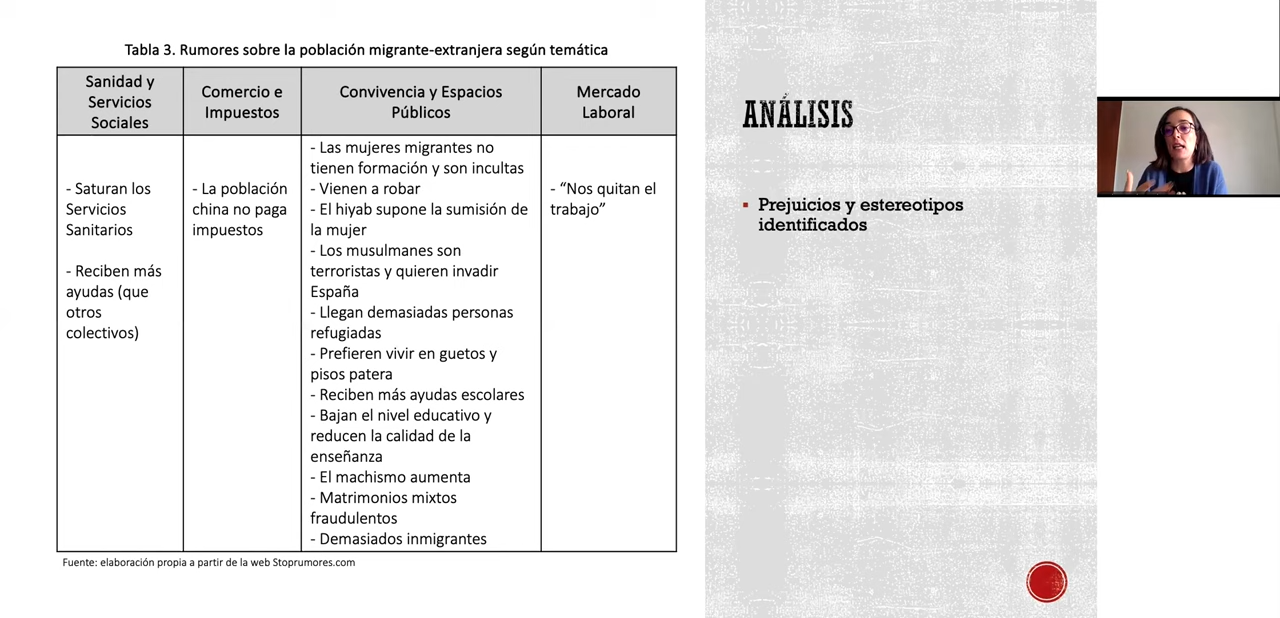 Tabla 3. Rumores sobre la población migrante-extranjera según temática
Sanidad y
Servicios
Sociales
Comercio e
Impuestos
Convivencia y Espacios
Públicos
Mercado
Laboral
- Saturan los
Servicios
Sanitarios
- Reciben más
ayudas (que
otros
colectivos)
- La población
china no paga
impuestos
- Las mujeres migrantes no
tienen formación y son incultas
- Vienen a robar
- El hiyab supone la sumisión de
la mujer
- Los musulmanes son
terroristas y quieren invadir
España
- Llegan demasiadas personas
refugiadas
- Prefieren vivir en guetos y
pisos patera
- Reciben más ayudas escolares
- Bajan el nivel educativo y
reducen la calidad de la
enseñanza
- El machismo aumenta
- Matrimonios mixtos
fraudulentos
- Demasiados inmigrantes
- “Nos quitan el
trabajo”
Fuente: elaboración propia a partir de la web Stoprumores.com
ANÁLISIS
▪ Prejuicios y estereotipos
identificados